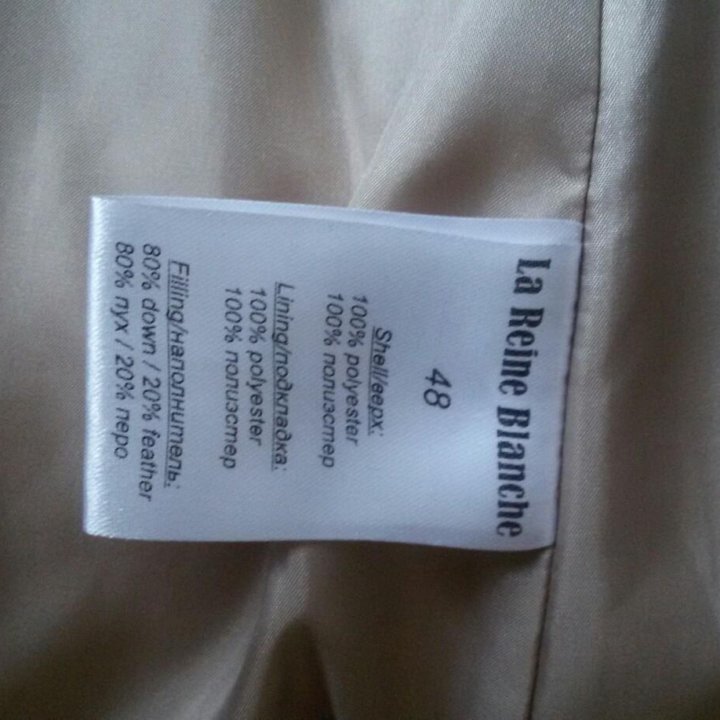 La Reine Blanche
48
Shell/верх:
100% polyester
100% полиэстер
Lining/подкладка:
100% polyester
100% полиэстер
Filling/наполнитель:
80% down / 20% feather
80% пух / 20% перо